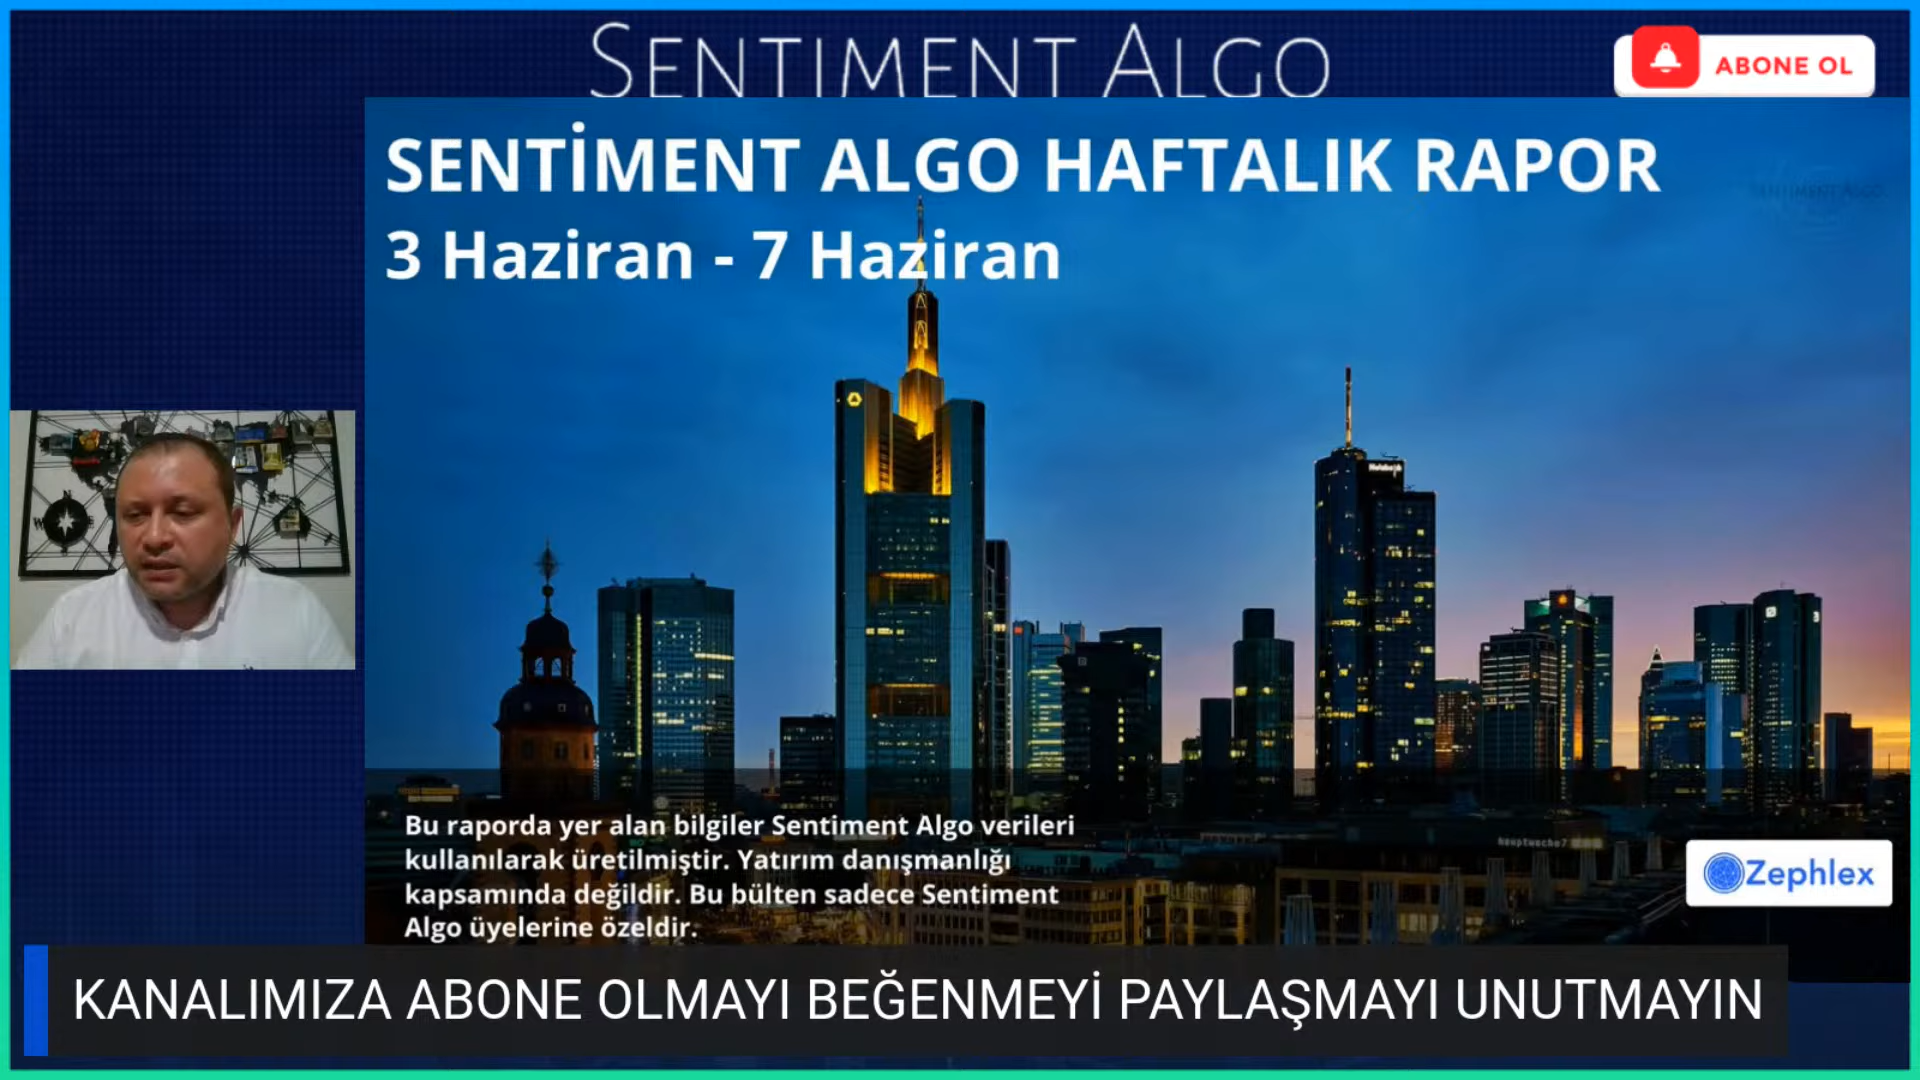 SENTIMENT ALGO
ABONE OL
SENTİMENT ALGO HAFTALIK RAPOR
3 Haziran - 7 Haziran
Bu raporda yer alan bilgiler Sentiment Algo verileri
kullanılarak üretilmiştir. Yatırım danışmanlığı
kapsamında değildir. Bu bülten sadece Sentiment
Algo üyelerine özeldir.
Zephlex
KANALIMIZA ABONE OLMAYI BEĞENMEYİ PAYLAŞMAYI UNUTMAYIN